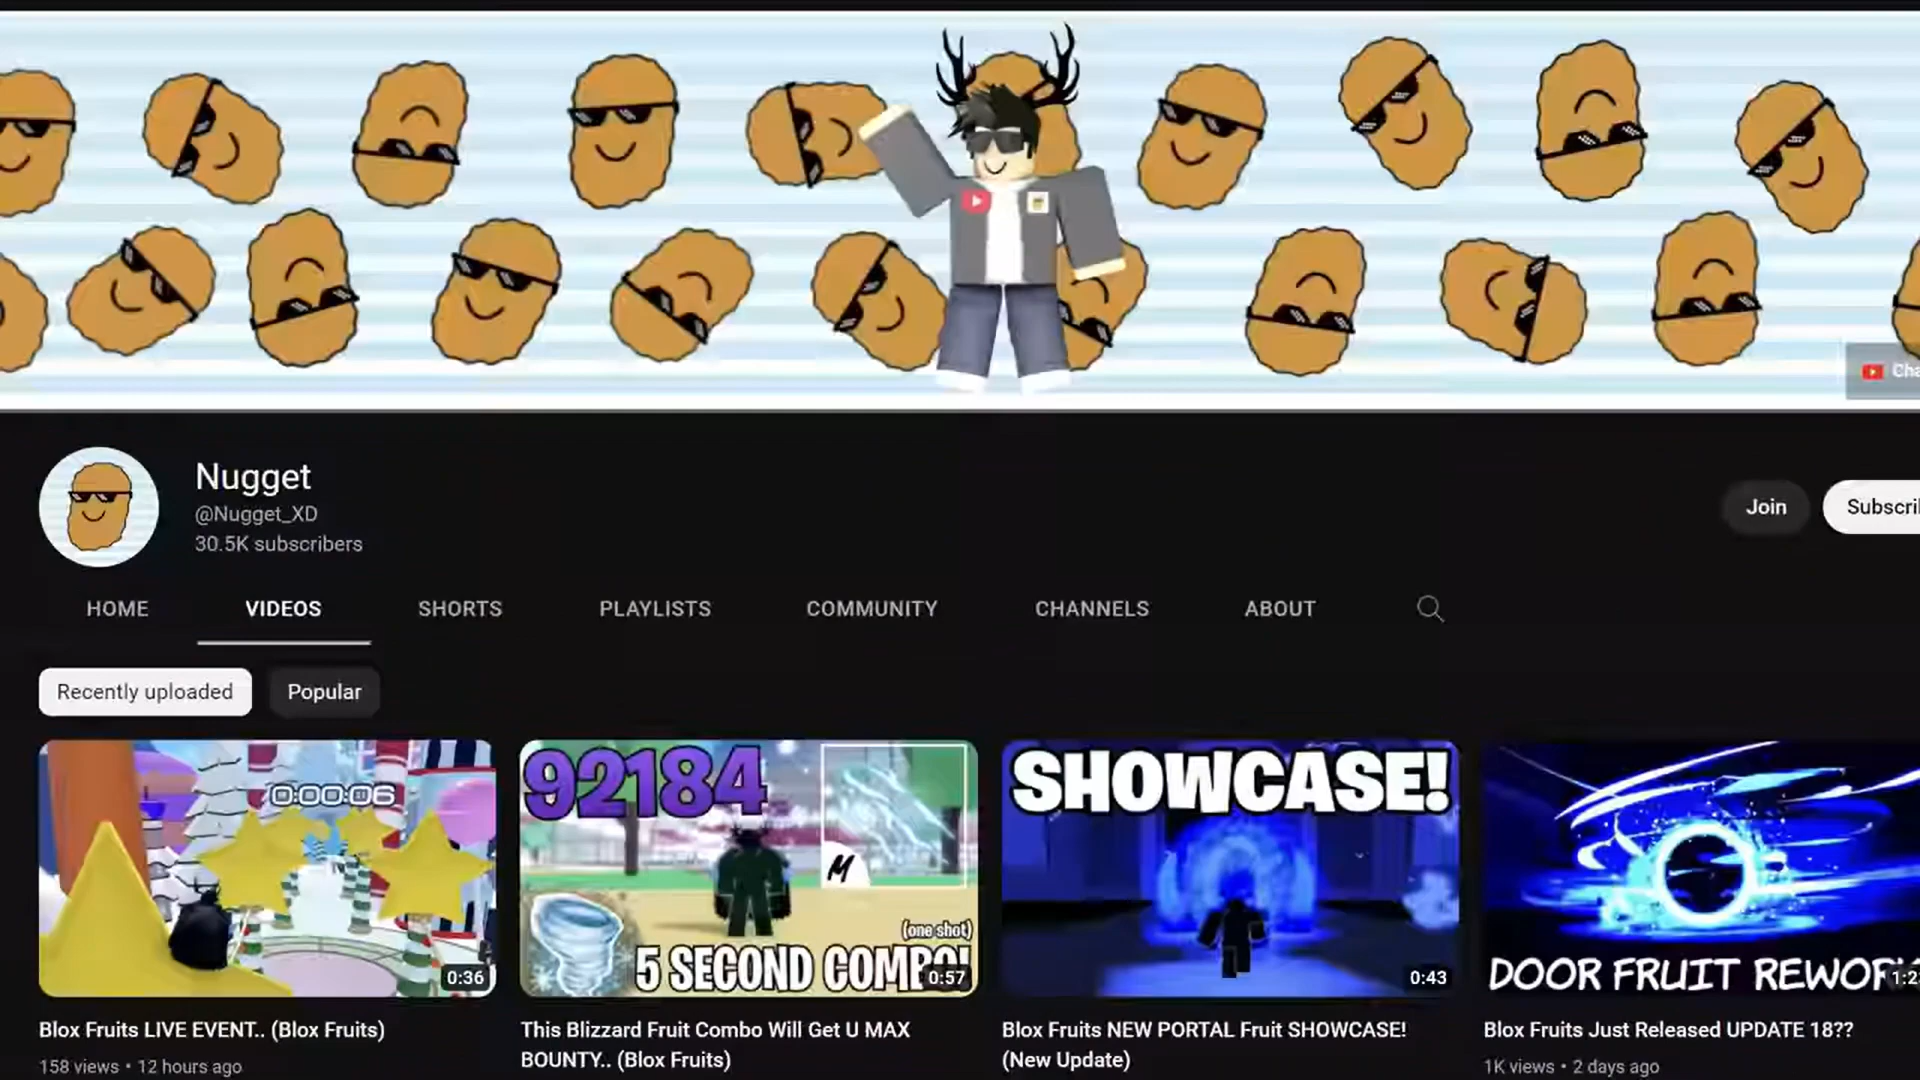 Nugget
@Nugget_XD
30.5K subscribers
Join
HOME
VIDEOS
SHORTS
PLAYLISTS
COMMUNITY
CHANNELS
ABOUT
Recently uploaded
Popular
0:00:06
0:36
92184
M
(one shot)
5 SECOND COMBO!
0:57
SHOWCASE!
0:43
DOOR FRUIT
Blox Fruits LIVE EVENT.. (Blox Fruits)
158 views • 12 hours ago
This Blizzard Fruit Combo Will Get U MAX
BOUNTY.. (Blox Fruits)
Blox Fruits NEW PORTAL Fruit SHOWCASE!
(New Update)
Blox Fruits Just Released UPDATE 18??
1K views • 2 days ago